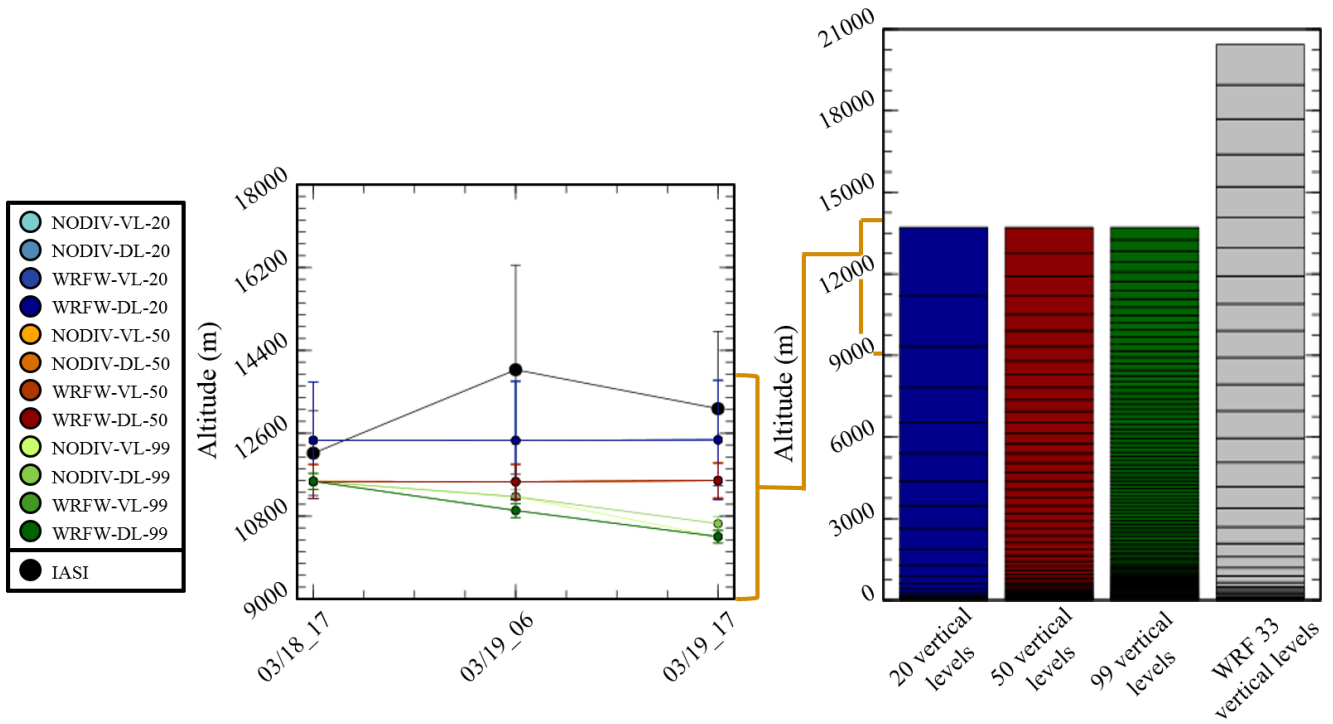 NODIV-VL-20
NODIV-DL-20
WRFW-VL-20
WRFW-DL-20
NODIV-VL-50
NODIV-DL-50
WRFW-VL-50
WRFW-DL-50
NODIV-VL-99
NODIV-DL-99
WRFW-VL-99
WRFW-DL-99
IASI
Altitude (m)
18000
16200
14400
12600
10800
9000
03/18_17
03/19_06
03/19_17
Altitude (m)
21000
18000
15000
12000
9000
6000
3000
0
20 vertical
levels
50 vertical
levels
99 vertical
levels
WRF 33
vertical levels